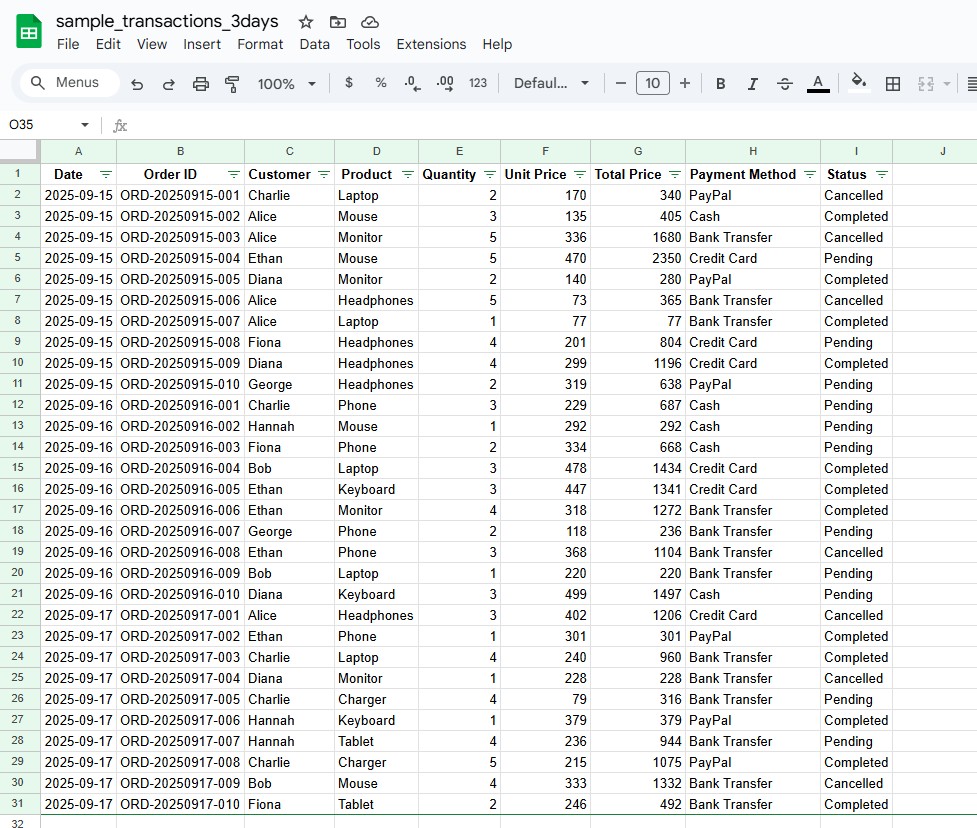 sample_transactions_3days
File Edit View Insert Format Data Tools Extensions Help
Menus 100% $ % .0 .00 123 Defaul... − 10 + B I A
O35 fx
A B C D E F G H I J
1 Date Order ID Customer Product Quantity Unit Price Total Price Payment Method Status
2 2025-09-15 ORD-20250915-001 Charlie Laptop 2 170 340 PayPal Cancelled
3 2025-09-15 ORD-20250915-002 Alice Mouse 3 135 405 Cash Completed
4 2025-09-15 ORD-20250915-003 Alice Monitor 5 336 1680 Bank Transfer Cancelled
5 2025-09-15 ORD-20250915-004 Ethan Mouse 5 470 2350 Credit Card Pending
6 2025-09-15 ORD-20250915-005 Diana Monitor 2 140 280 PayPal Completed
7 2025-09-15 ORD-20250915-006 Alice Headphones 5 73 365 Bank Transfer Cancelled
8 2025-09-15 ORD-20250915-007 Alice Laptop 1 77 77 Bank Transfer Completed
9 2025-09-15 ORD-20250915-008 Fiona Headphones 4 201 804 Credit Card Pending
10 2025-09-15 ORD-20250915-009 Diana Headphones 4 299 1196 Credit Card Completed
11 2025-09-15 ORD-20250915-010 George Headphones 2 319 638 PayPal Pending
12 2025-09-16 ORD-20250916-001 Charlie Phone 3 229 687 Cash Pending
13 2025-09-16 ORD-20250916-002 Hannah Mouse 1 292 292 Cash Pending
14 2025-09-16 ORD-20250916-003 Fiona Phone 2 334 668 Cash Pending
15 2025-09-16 ORD-20250916-004 Bob Laptop 3 478 1434 Credit Card Completed
16 2025-09-16 ORD-20250916-005 Ethan Keyboard 3 447 1341 Credit Card Completed
17 2025-09-16 ORD-20250916-006 Ethan Monitor 4 318 1272 Bank Transfer Completed
18 2025-09-16 ORD-20250916-007 George Phone 2 118 236 Bank Transfer Pending
19 2025-09-16 ORD-20250916-008 Ethan Phone 3 368 1104 Bank Transfer Cancelled
20 2025-09-16 ORD-20250916-009 Bob Laptop 1 220 220 Bank Transfer Pending
21 2025-09-16 ORD-20250916-010 Diana Keyboard 3 499 1497 Cash Pending
22 2025-09-17 ORD-20250917-001 Alice Headphones 3 402 1206 Credit Card Cancelled
23 2025-09-17 ORD-20250917-002 Ethan Phone 1 301 301 PayPal Completed
24 2025-09-17 ORD-20250917-003 Charlie Laptop 4 240 960 Bank Transfer Completed
25 2025-09-17 ORD-20250917-004 Diana Monitor 1 228 228 Bank Transfer Cancelled
26 2025-09-17 ORD-20250917-005 Charlie Charger 4 79 316 Bank Transfer Pending
27 2025-09-17 ORD-20250917-006 Hannah Keyboard 1 379 379 PayPal Completed
28 2025-09-17 ORD-20250917-007 Hannah Tablet 4 236 944 Bank Transfer Pending
29 2025-09-17 ORD-20250917-008 Charlie Charger 5 215 1075 PayPal Completed
30 2025-09-17 ORD-20250917-009 Bob Mouse 4 333 1332 Bank Transfer Cancelled
31 2025-09-17 ORD-20250917-010 Fiona Tablet 2 246 492 Bank Transfer Completed
32